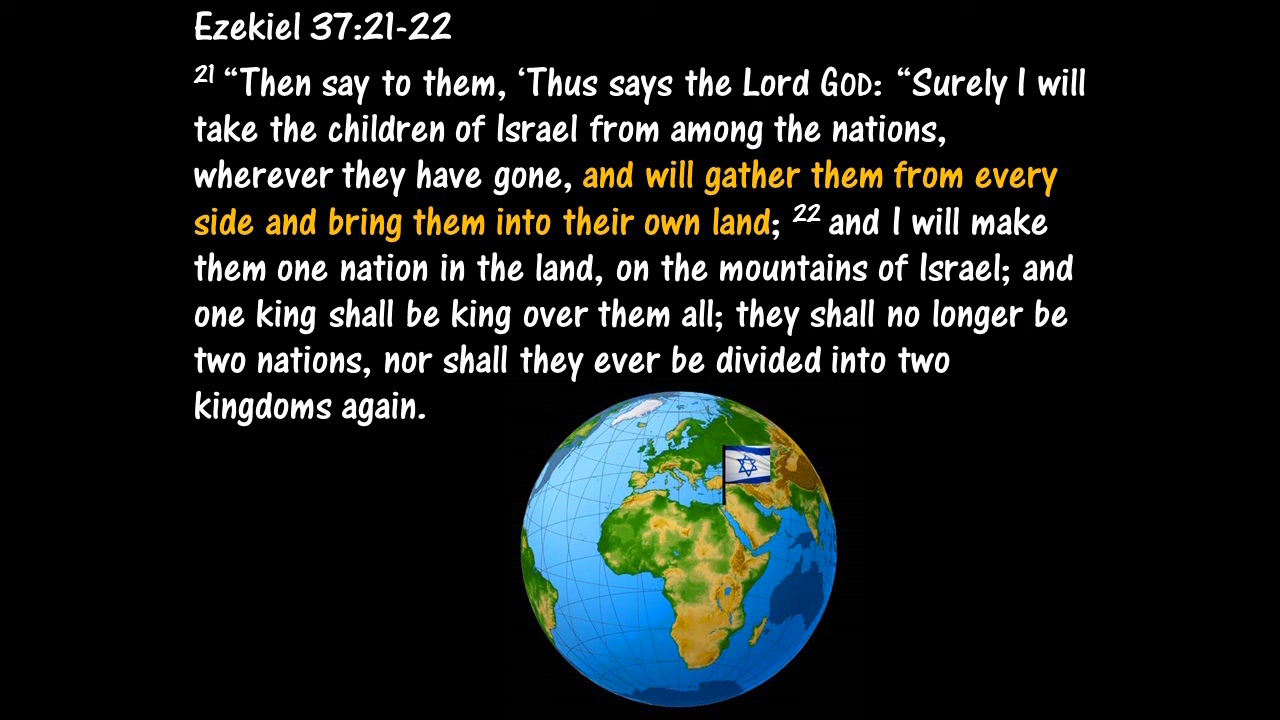 Ezekiel 37:21-22
21 “Then say to them, ‘Thus says the Lord GOD: “Surely I will
take the children of Israel from among the nations,
wherever they have gone, and will gather them from every
side and bring them into their own land; 22 and I will make
them one nation in the land, on the mountains of Israel; and
one king shall be king over them all; they shall no longer be
two nations, nor shall they ever be divided into two
kingdoms again.